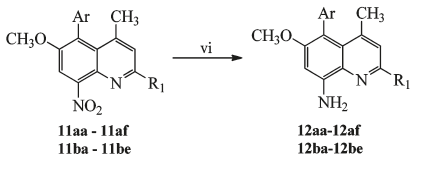 Ar CH₃ Ar CH₃
CH₃O vi CH₃O
N R₁ N R₁
NO₂ NH₂
11aa - 11af 12aa-12af
11ba - 11be 12ba-12be